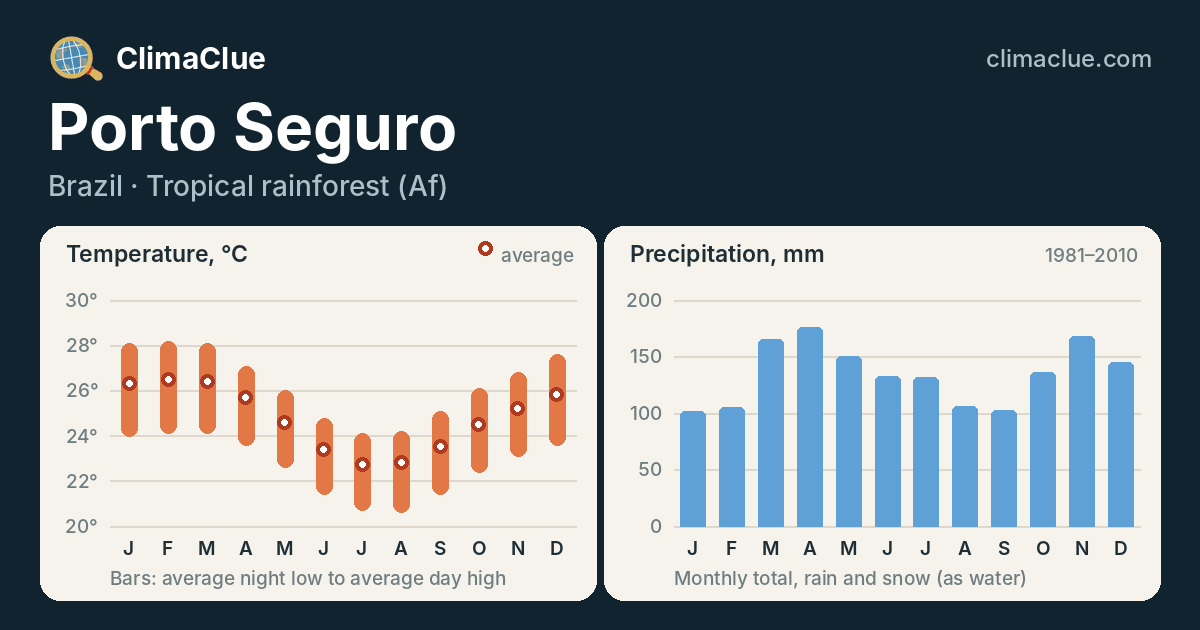 ClimaClue
climaclue.com
Porto Seguro
Brazil · Tropical rainforest (Af)
Temperature, °C
average
30°
28°
26°
24°
22°
20°
J F M A M J J A S O N D
Bars: average night low to average day high
Precipitation, mm
1981–2010
200
150
100
50
0
J F M A M J J A S O N D
Monthly total, rain and snow (as water)